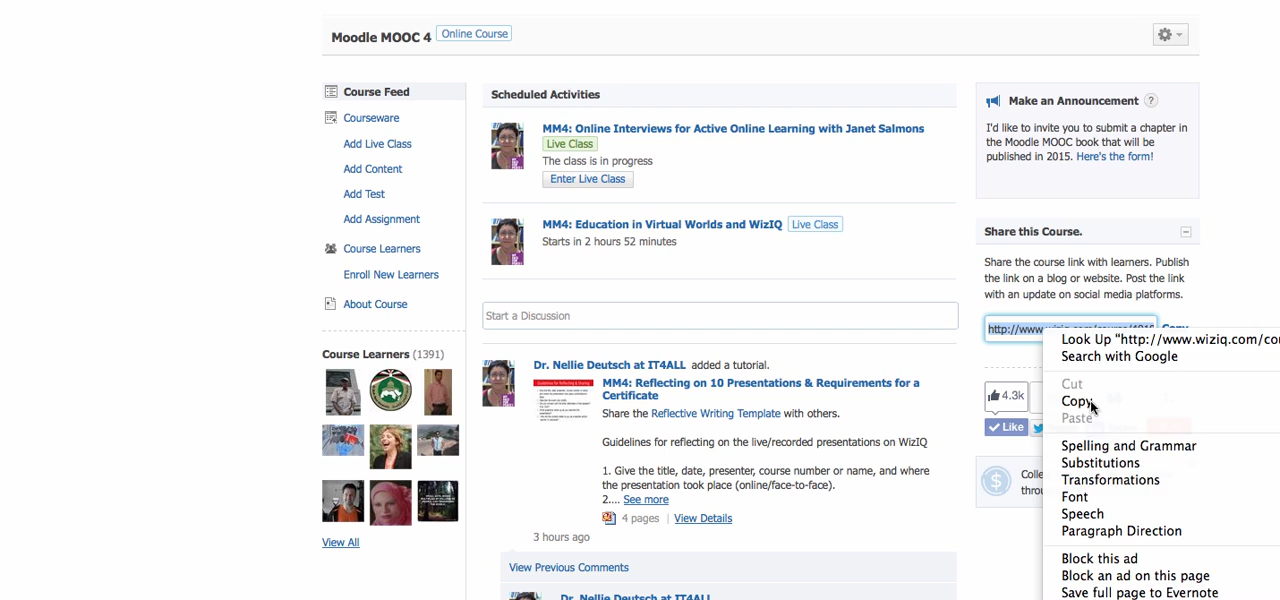 Moodle MOOC 4 Online Course
Course Feed
Courseware
Add Live Class
Add Content
Add Test
Add Assignment
Course Learners
Enroll New Learners
About Course
Course Learners (1391)
View All
Scheduled Activities
MM4: Online Interviews for Active Online Learning with Janet Salmons
Live Class
The class is in progress
Enter Live Class
MM4: Education in Virtual Worlds and WizIQ Live Class
Starts in 2 hours 52 minutes
Start a Discussion
Dr. Nellie Deutsch at IT4ALL added a tutorial.
MM4: Reflecting on 10 Presentations & Requirements for a
Certificate
Share the Reflective Writing Template with others.
Guidelines for reflecting on the live/recorded presentations on WizIQ
1. Give the title, date, presenter, course number or name, and where
the presentation took place (online/face-to-face).
2.... See more
4 pages | View Details
3 hours ago
View Previous Comments
Dr. Nellie Deutsch at IT4ALL
Make an Announcement ?
I'd like to invite you to submit a chapter in
the Moodle MOOC book that will be
published in 2015. Here's the form!
Share this Course.
Share the course link with learners. Publish
the link on a blog or website. Post the link
with an update on social media platforms.
Copy
4.3k
Like
Look Up "http://www.wiziq.com/cou
Search with Google
Cut
Copy
Paste
Spelling and Grammar
Substitutions
Transformations
Font
Speech
Paragraph Direction
Block this ad
Block an ad on this page
Save full page to Evernote